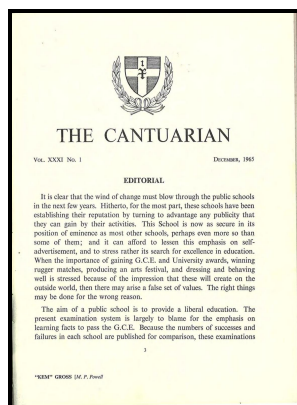 THE CANTUARIAN
VOL. XXXI No. 1 DECEMBER, 1965
EDITORIAL
It is clear that the wind of change must blow through the public schools
in the next few years. Hitherto, for the most part, these schools have been
establishing their reputation by turning to advantage any publicity that
they can gain by their activities. This School is now as secure in its
position of eminence as most other schools, perhaps even more so than
some of them; and it can afford to lessen this emphasis on self-
advertisement, and to stress rather its search for excellence in education.
When the importance of gaining G.C.E. and University awards, winning
rugger matches, producing an arts festival, and dressing and behaving
well is stressed because of the impression that these will create on the
outside world, then there may arise a false set of values. The right things
may be done for the wrong reason.
The aim of a public school is to provide a liberal education. The
present examination system is largely to blame for the emphasis on
learning facts to pass the G.C.E. Because the numbers of successes and
failures in each school are published for comparison, these examinations
3
"KEM" GROSS [M. P. Powell